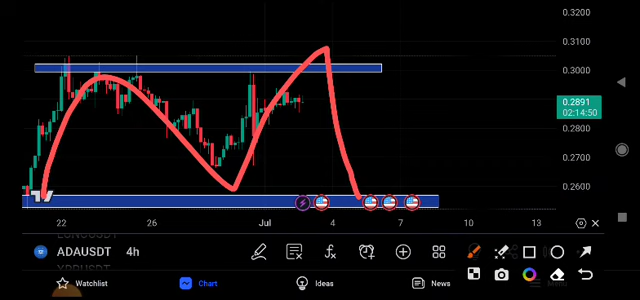 0.3200
0.3100
0.3000
0.2891
02:14:50
0.2800
0.2700
0.2600
22 26 Jul 4 7 10 13
ADAUSDT 4h
Watchlist Chart Ideas News Menu